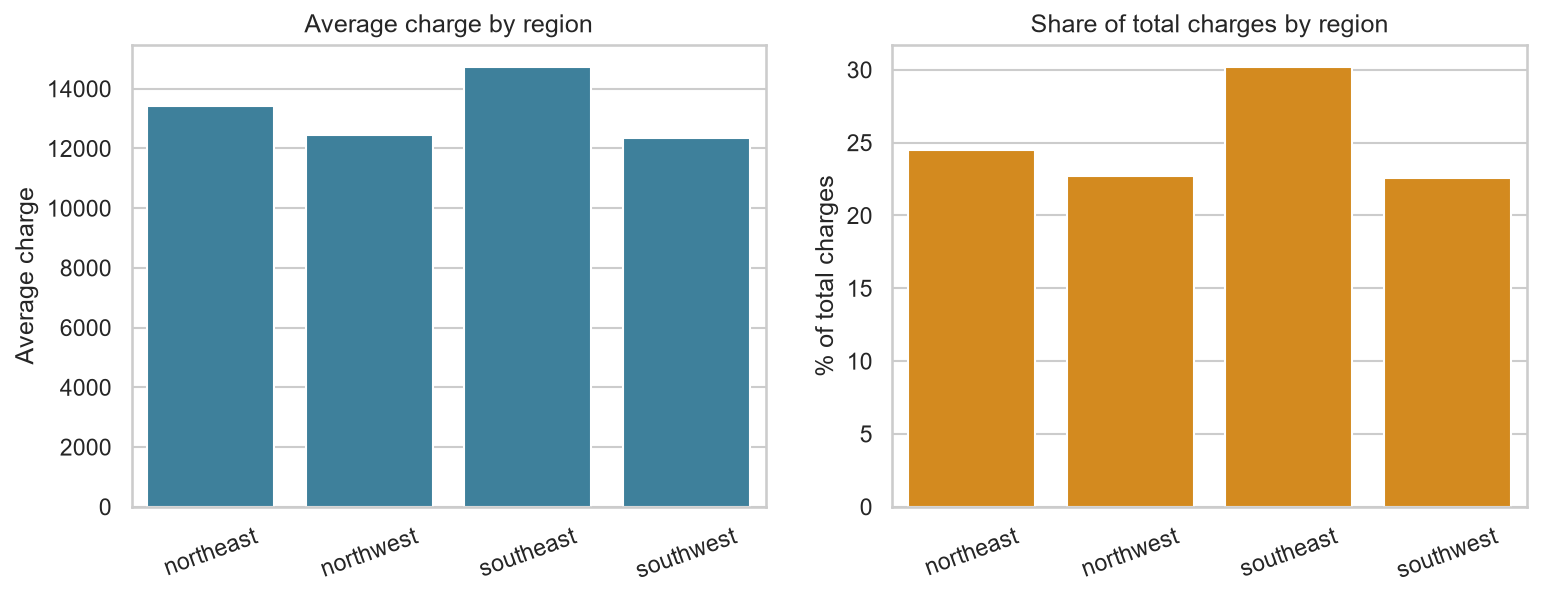 Average charge by region
Average charge
14000
12000
10000
8000
6000
4000
2000
0
northeast
northwest
southeast
southwest
Share of total charges by region
% of total charges
30
25
20
15
10
5
0
northeast
northwest
southeast
southwest